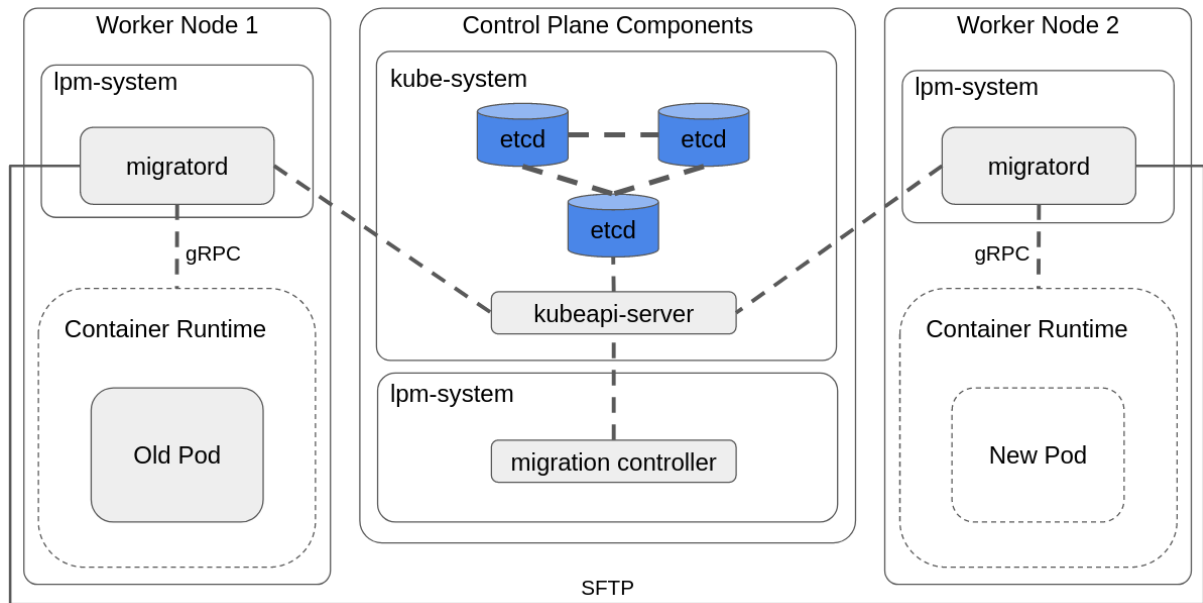 Worker Node 1
lpm-system
migratord
gRPC
Container Runtime
Old Pod
Control Plane Components
kube-system
etcd
etcd
etcd
kubeapi-server
lpm-system
migration controller
Worker Node 2
lpm-system
migratord
gRPC
Container Runtime
New Pod
SFTP